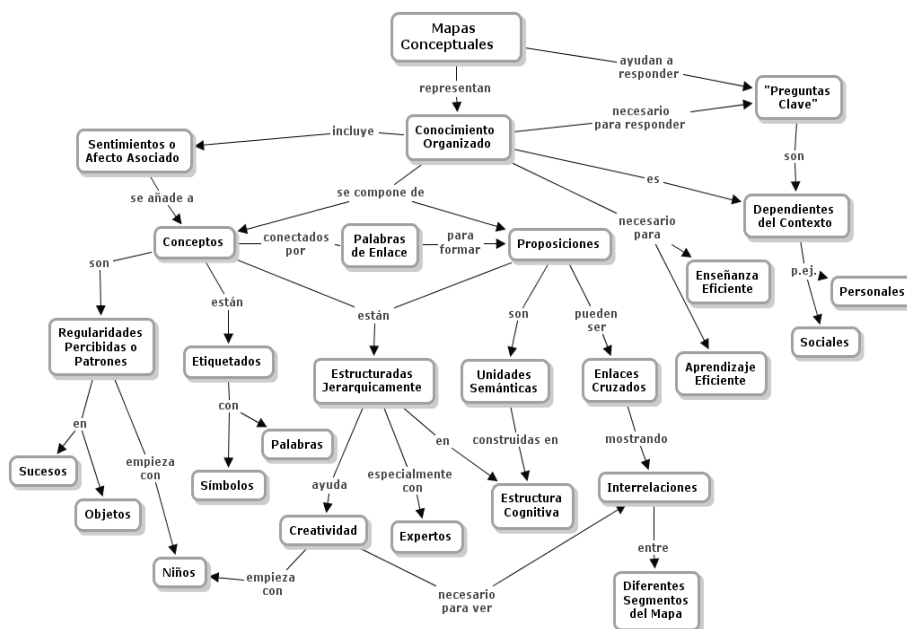 Mapas
Conceptuales
ayudan a
responder
representan
"Preguntas
Clave"
necesario
para responder
Conocimiento
Organizado
incluye
Sentimientos o
Afecto Asociado
son
es
se añade a
se compone de
Dependientes
del Contexto
necesario
para
Conceptos
conectados
por
Palabras
de Enlace
para
formar
Proposiciones
Enseñanza
Eficiente
p.ej.
Personales
son
están
están
son
pueden
ser
Sociales
Regularidades
Percibidas o
Patrones
Etiquetados
Estructuradas
Jerarquicamente
Unidades
Semánticas
Enlaces
Cruzados
Aprendizaje
Eficiente
con
en
Palabras
en
construidas en
mostrando
Sucesos
empieza
con
Símbolos
ayuda
especialmente
con
Estructura
Cognitiva
Interrelaciones
Objetos
Creatividad
Expertos
entre
Niños
empieza
con
necesario
para ver
Diferentes
Segmentos
del Mapa